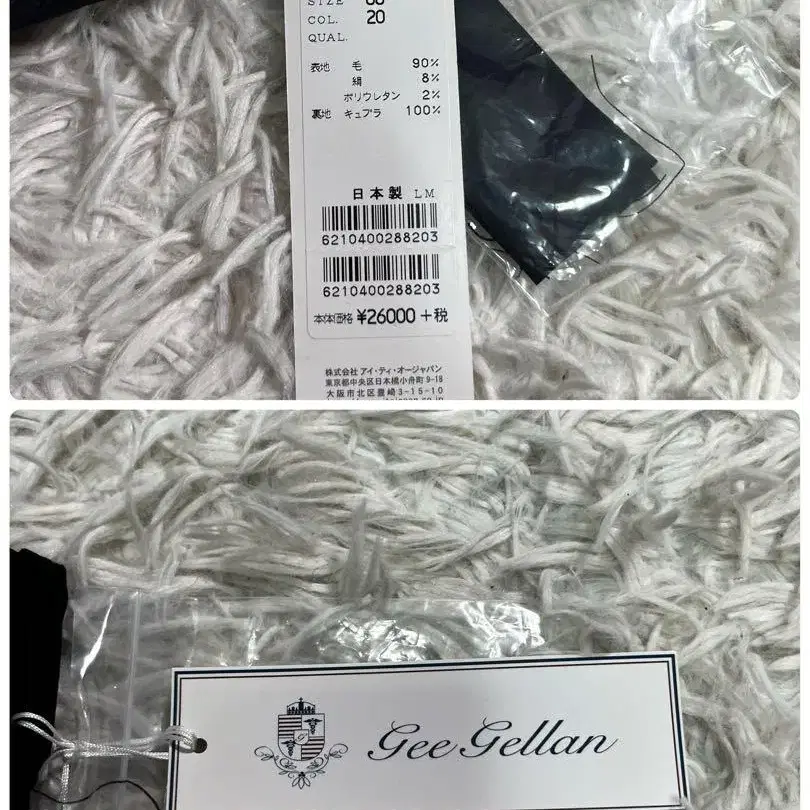 COL. 20
QUAL.
表地 毛 90%
絹 8%
ポリウレタン 2%
裏地 キュプラ 100%
日本製 LM
6210400288203
6210400288203
本体価格 ¥26000 +税
株式会社 アイ・ティ・オージャパン
東京都中央区日本橋小舟町 9-18
大阪市北区豊崎 3-15-10
Gee Gellan